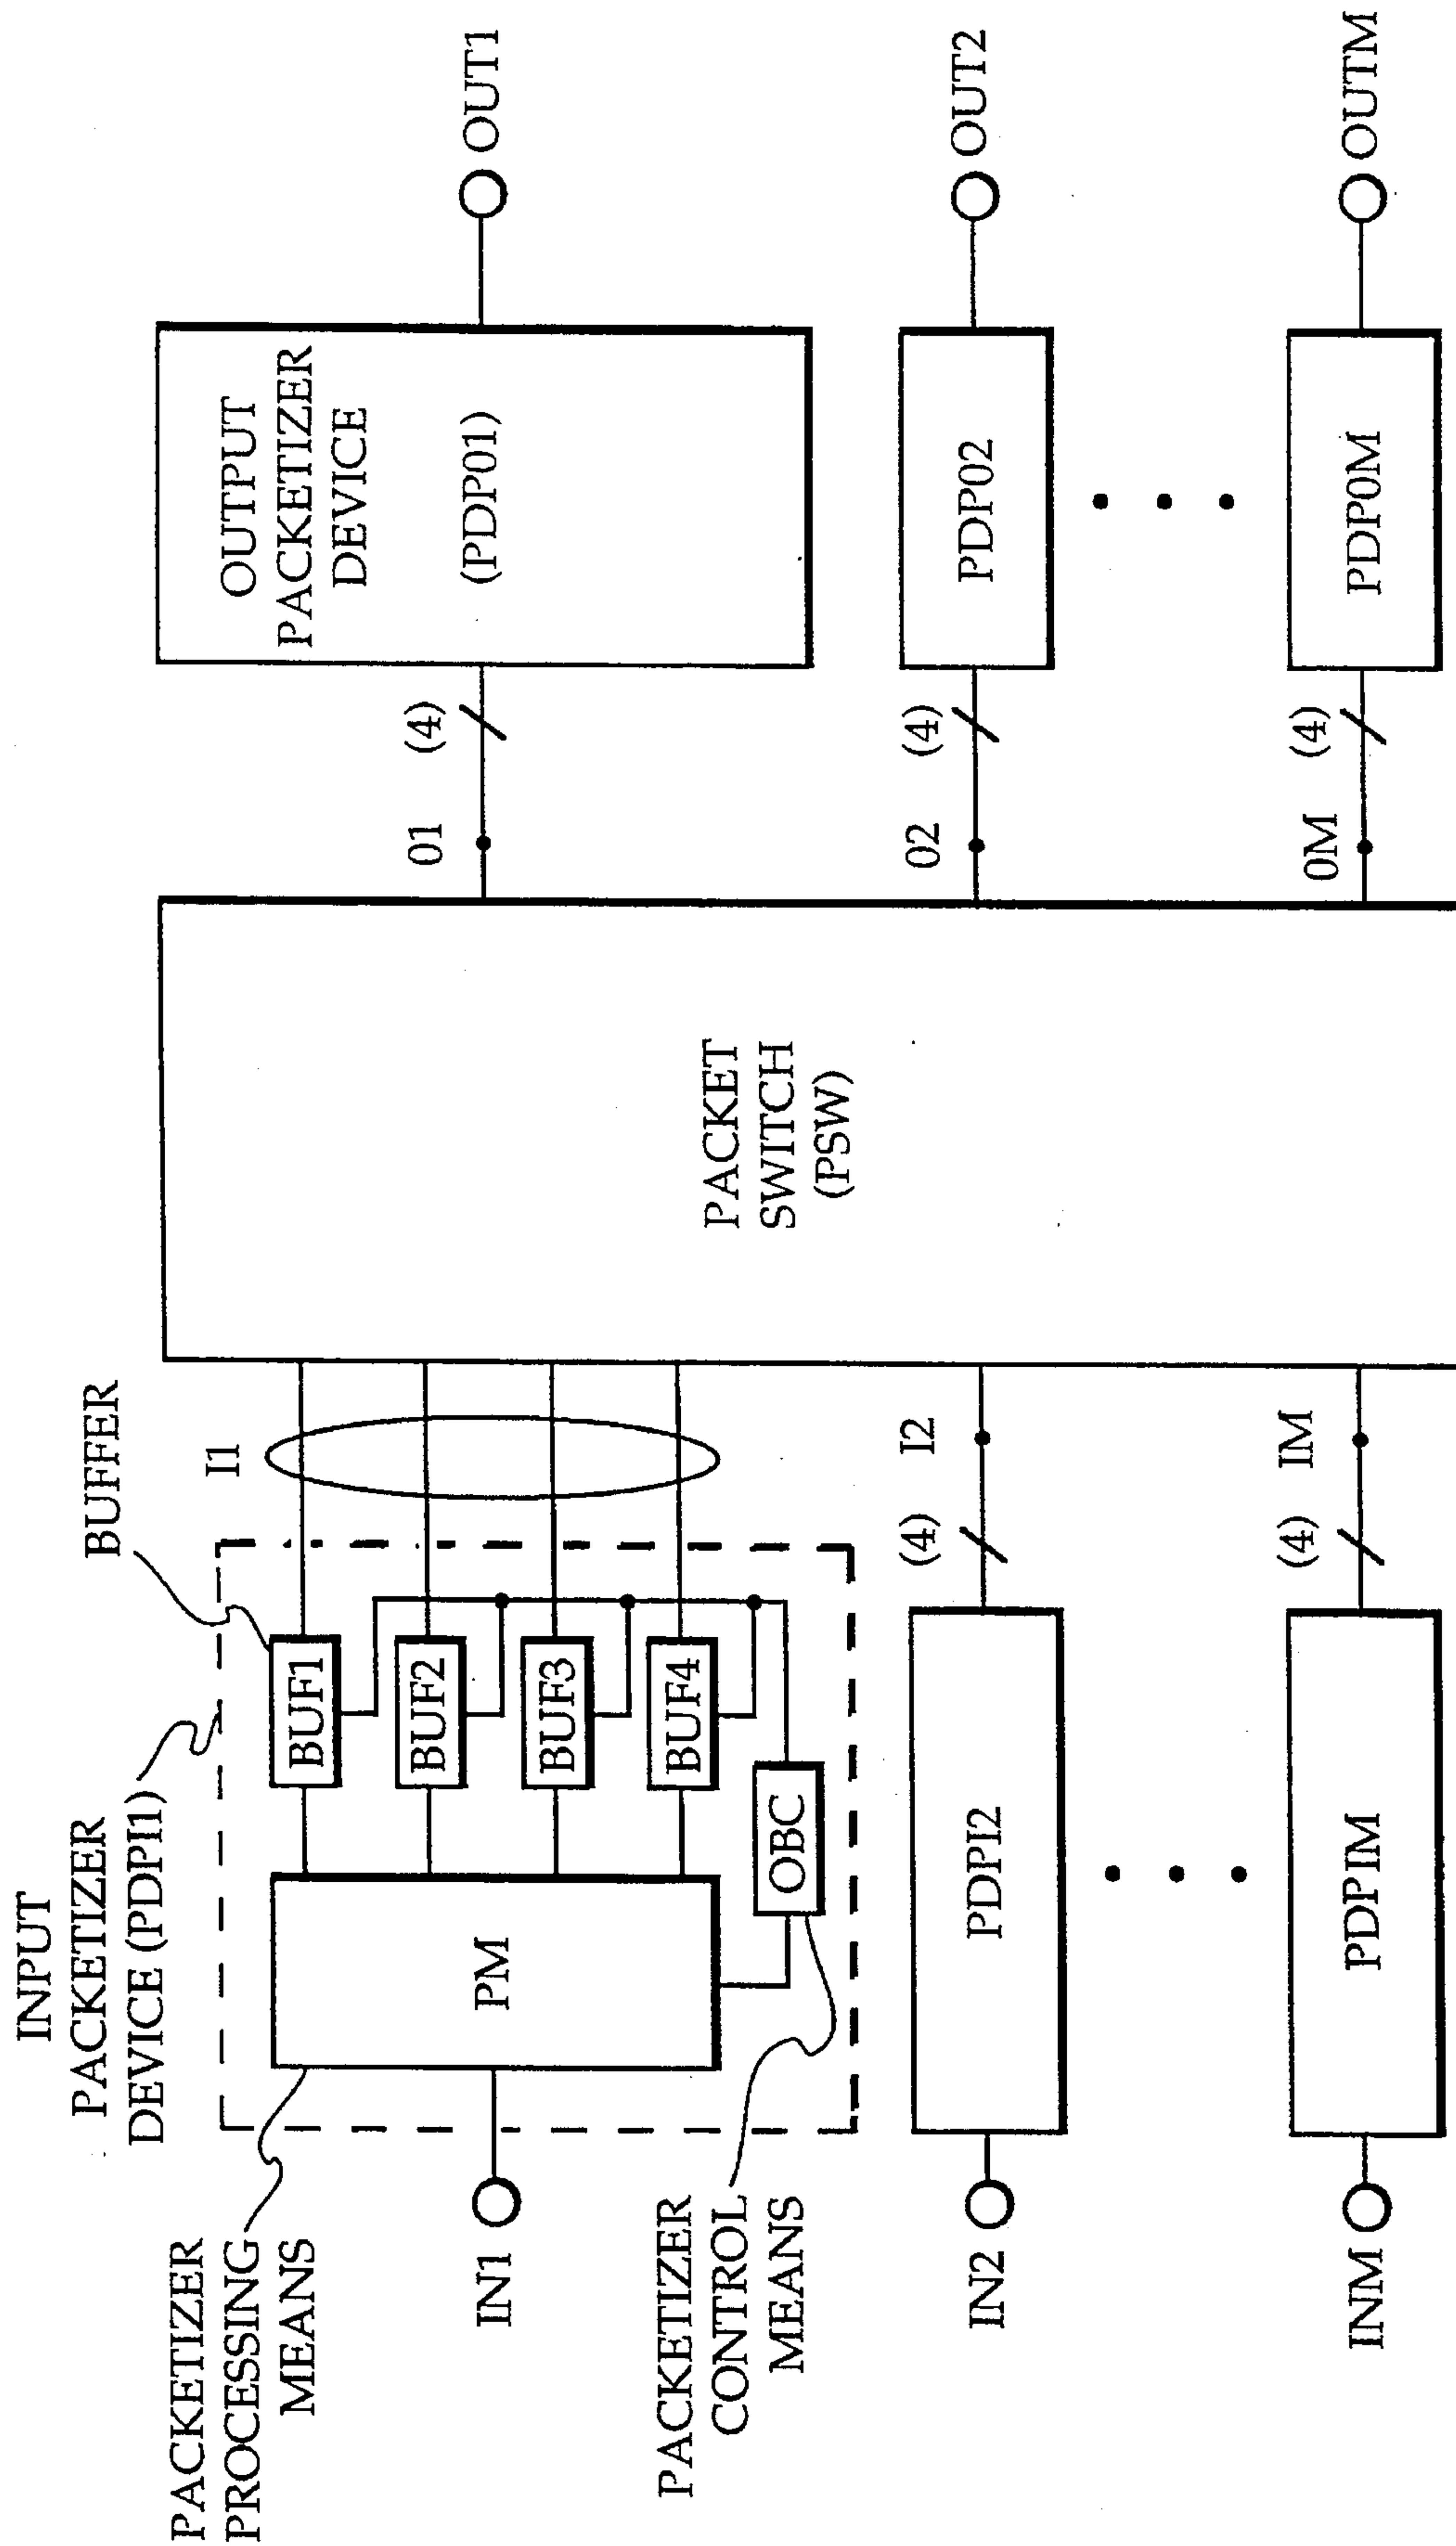 INPUT
PACKETIZER
DEVICE (PDPI1)
BUFFER
PACKETIZER
PROCESSING
MEANS
IN1
PM
BUF1
BUF2
BUF3
BUF4
OBC
I1
PACKETIZER
CONTROL
MEANS
PACKET
SWITCH
(PSW)
01
(4)
OUTPUT
PACKETIZER
DEVICE
(PDP01)
OUT1
IN2
PDPI2
(4)
I2
02
(4)
PDP02
OUT2
INM
PDPIM
(4)
IM
0M
(4)
PDP0M
OUTM